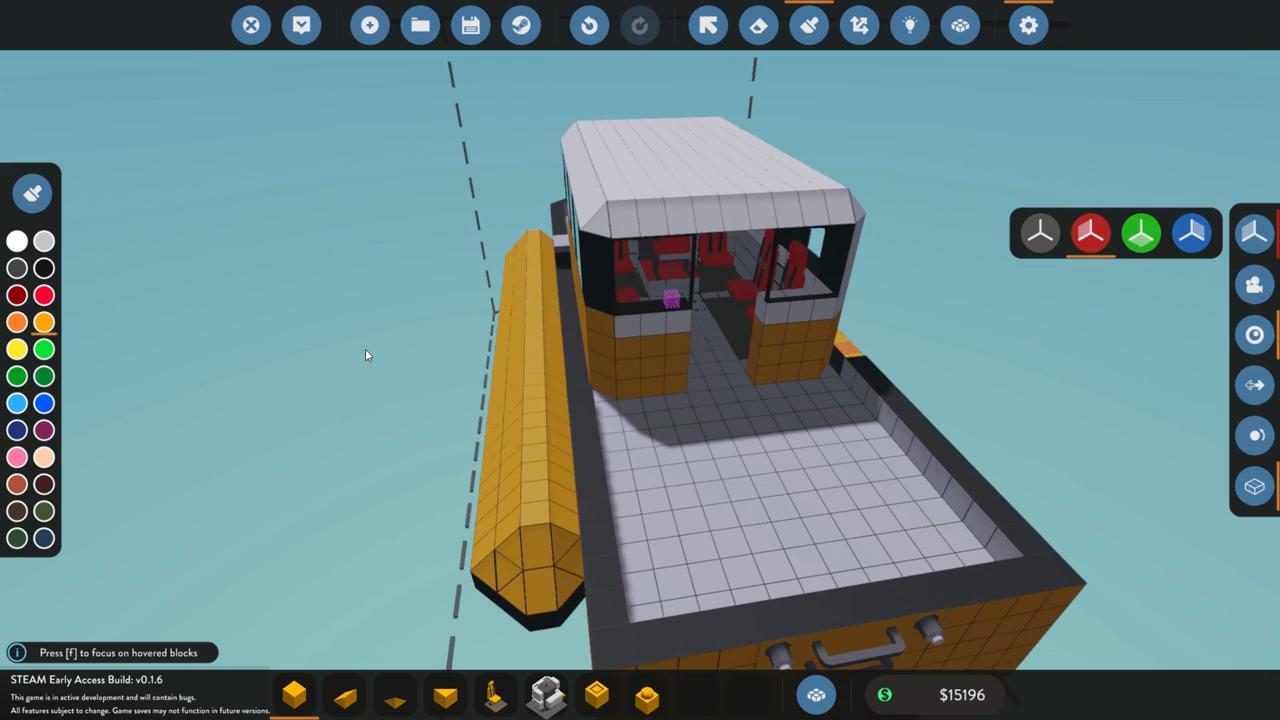 Press [f] to focus on hovered blocks
STEAM Early Access Build: v0.1.6
This game is in active development and will contain bugs.
All features subject to change. Game saves may not function in future versions.
$15196